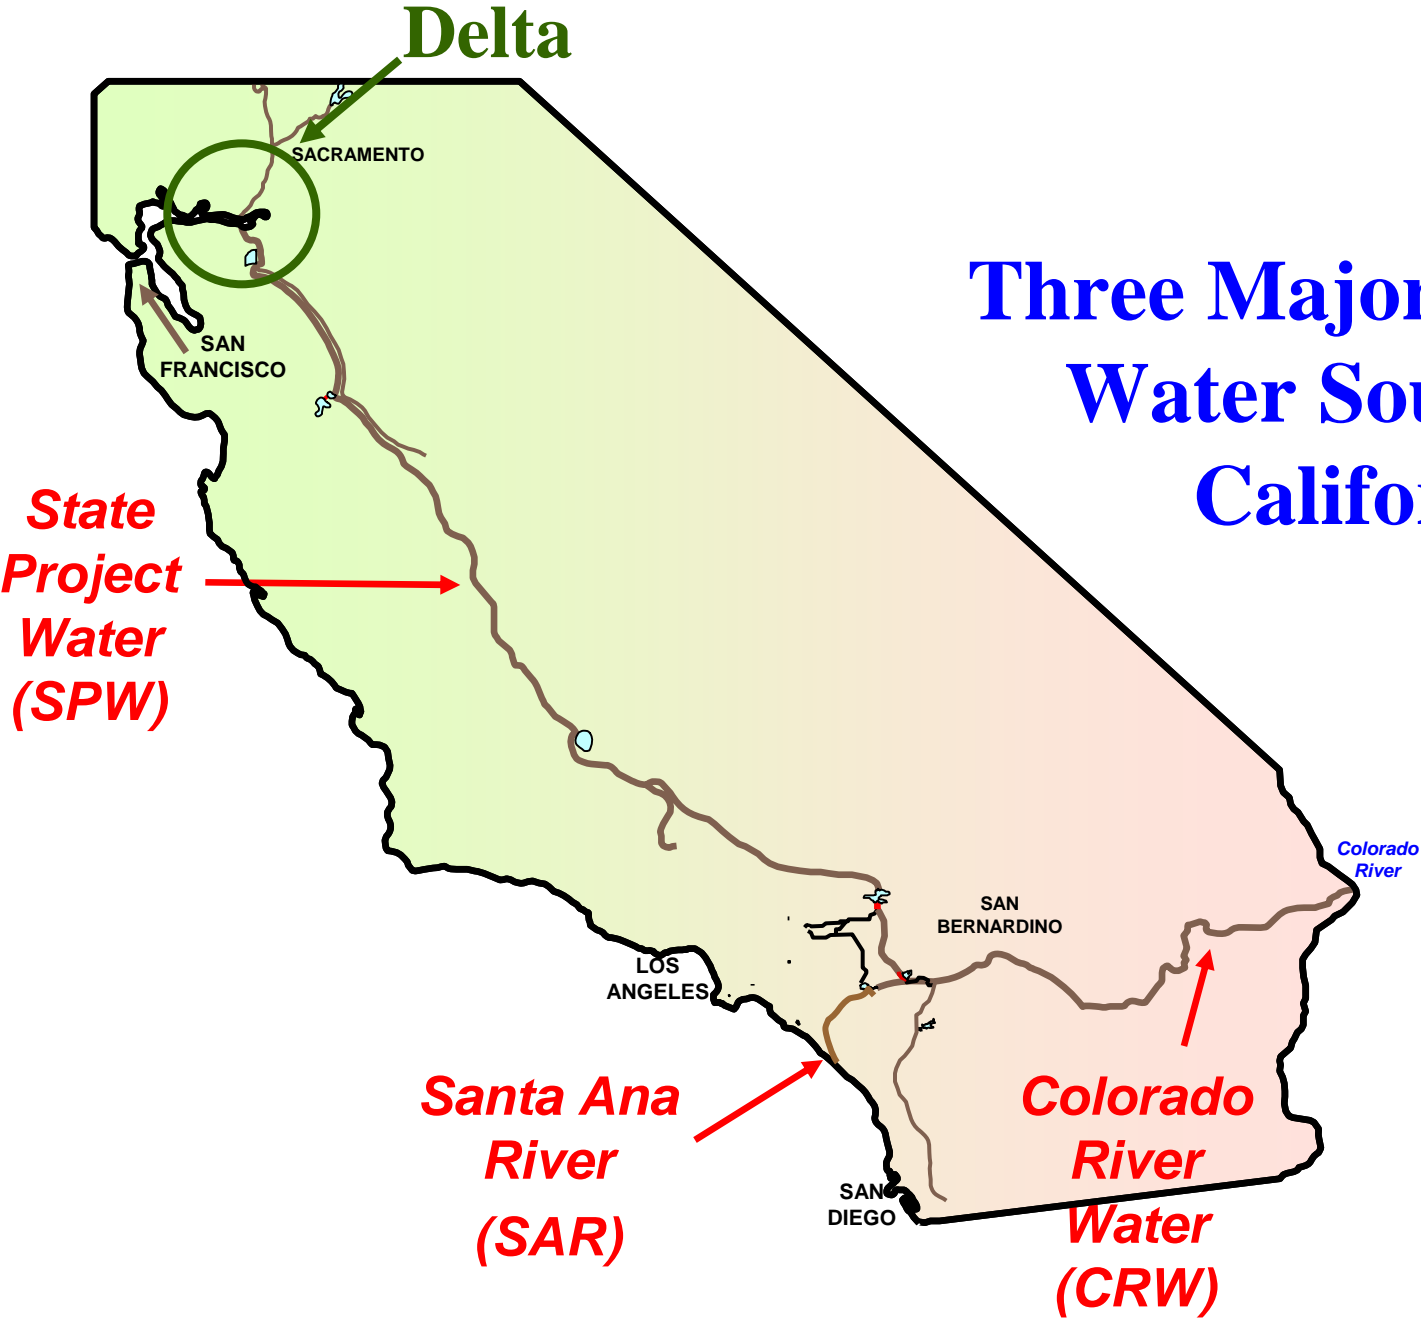 Delta
SACRAMENTO
Three Major
Water Sou
Califo
SAN
FRANCISCO
State
Project
Water
(SPW)
Colorado
River
SAN
BERNARDINO
LOS
ANGELES
Santa Ana
River
(SAR)
Colorado
River
Water
(CRW)
SAN
DIEGO